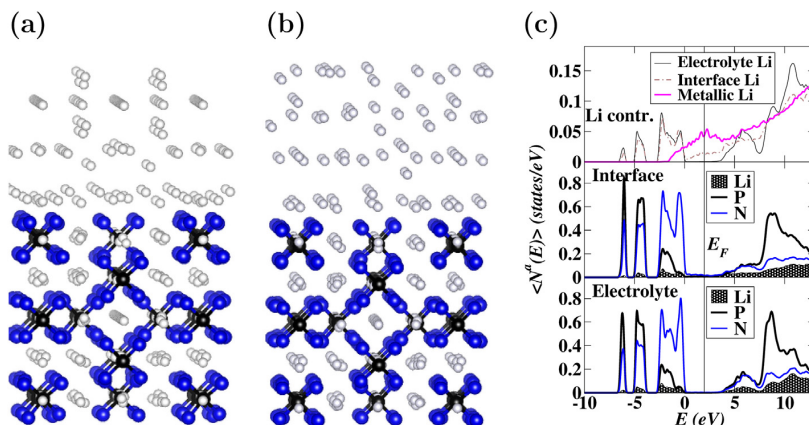 (a)
(b)
(c)
Electrolyte Li
Interface Li
Metallic Li
0.15
0.1
0.05
0
Li contr.
Interface
0.8
0.6
0.4
0.2
0
Li
P
N
E_F
Electrolyte
0.8
0.6
0.4
0.2
0
Li
P
N
<N^a(E)> (states/eV)
-10 -5 0 5 10
E (eV)